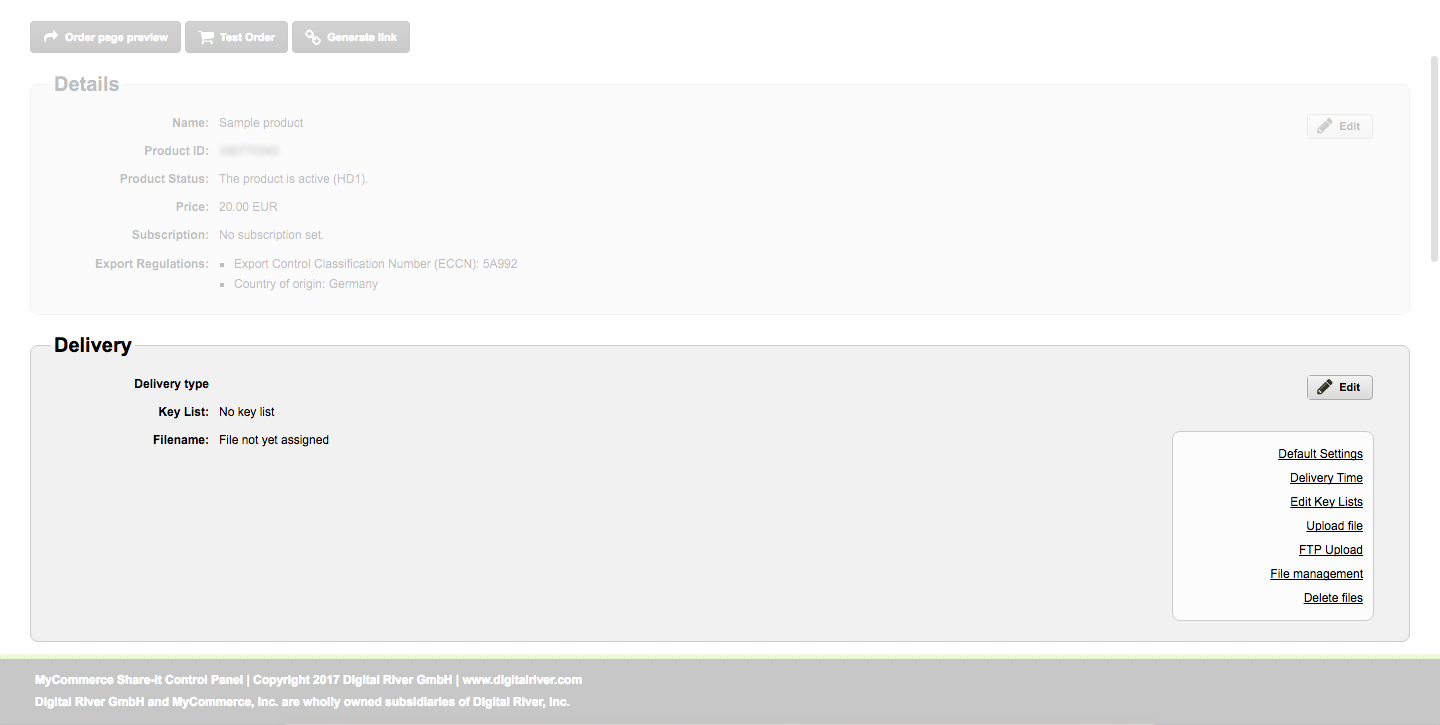 Order page preview Test Order Generate link
Details
Name: Sample product
Edit
Product ID:
Product Status: The product is active (HD1).
Price: 20.00 EUR
Subscription: No subscription set.
Export Regulations: ▪ Export Control Classification Number (ECCN): 5A992
▪ Country of origin: Germany
Delivery
Delivery type
Edit
Key List: No key list
Filename: File not yet assigned
Default Settings
Delivery Time
Edit Key Lists
Upload file
FTP Upload
File management
Delete files
MyCommerce Share-it Control Panel | Copyright 2017 Digital River GmbH | www.digitalriver.com
Digital River GmbH and MyCommerce, Inc. are wholly owned subsidiaries of Digital River, Inc.